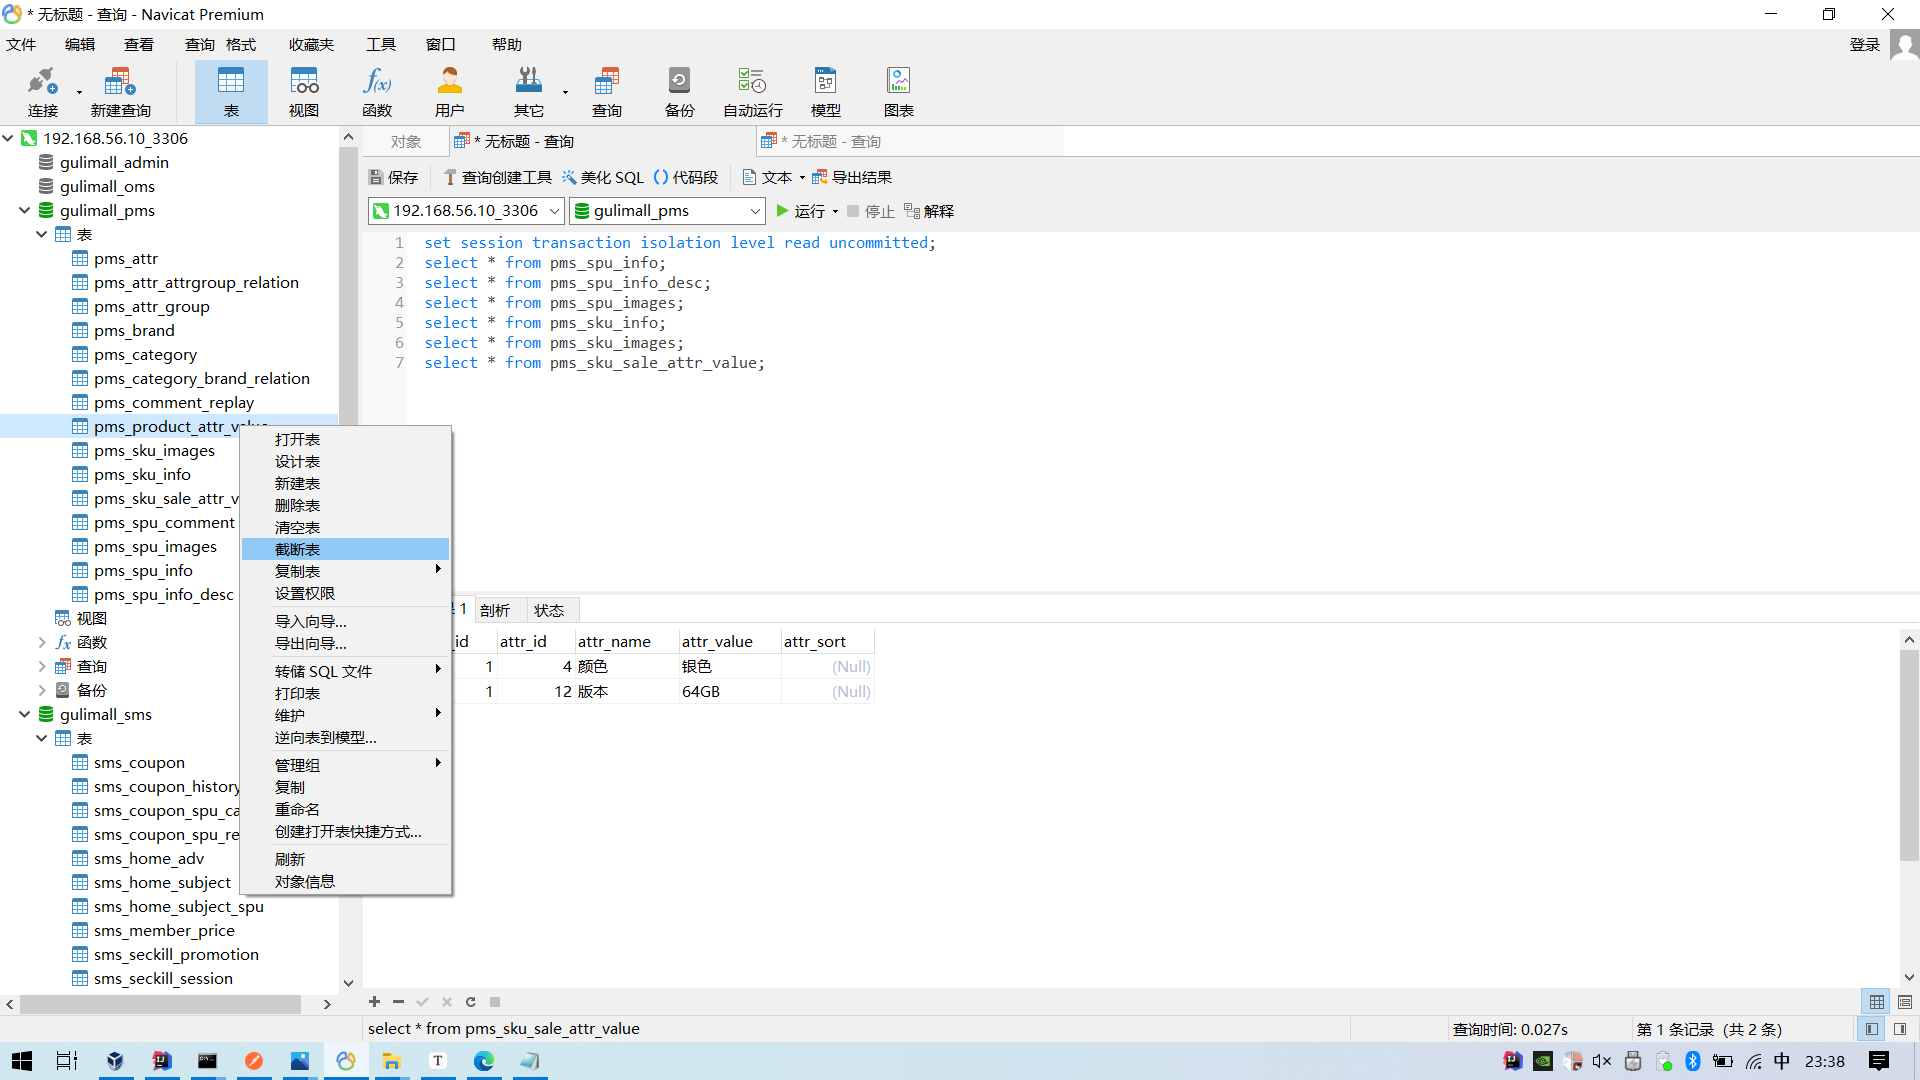 * 无标题 - 查询 - Navicat Premium
文件 编辑 查看 查询 格式 收藏夹 工具 窗口 帮助 登录
连接 新建查询 表 视图 函数 用户 其它 查询 备份 自动运行 模型 图表
192.168.56.10_3306
gulimall_admin
gulimall_oms
gulimall_pms
表
pms_attr
pms_attr_attrgroup_relation
pms_attr_group
pms_brand
pms_category
pms_category_brand_relation
pms_comment_replay
pms_product_attr_value
pms_sku_images
pms_sku_info
pms_sku_sale_attr_v
pms_spu_comment
pms_spu_images
pms_spu_info
pms_spu_info_desc
视图
函数
查询
备份
gulimall_sms
表
sms_coupon
sms_coupon_history
sms_coupon_spu_ca
sms_coupon_spu_re
sms_home_adv
sms_home_subject
sms_home_subject_spu
sms_member_price
sms_seckill_promotion
sms_seckill_session
打开表
设计表
新建表
删除表
清空表
截断表
复制表
设置权限
导入向导...
导出向导...
转储 SQL 文件
打印表
维护
逆向表到模型...
管理组
复制
重命名
创建打开表快捷方式...
刷新
对象信息
对象 * 无标题 - 查询 * 无标题 - 查询
保存 查询创建工具 美化 SQL () 代码段 文本 导出结果
192.168.56.10_3306 gulimall_pms 运行 停止 解释
1 set session transaction isolation level read uncommitted;
2 select * from pms_spu_info;
3 select * from pms_spu_info_desc;
4 select * from pms_spu_images;
5 select * from pms_sku_info;
6 select * from pms_sku_images;
7 select * from pms_sku_sale_attr_value;
1 剖析 状态
_id attr_id attr_name attr_value attr_sort
1 4 颜色 银色 (Null)
1 12 版本 64GB (Null)
select * from pms_sku_sale_attr_value 查询时间: 0.027s 第 1 条记录 (共 2 条)
中 23:38